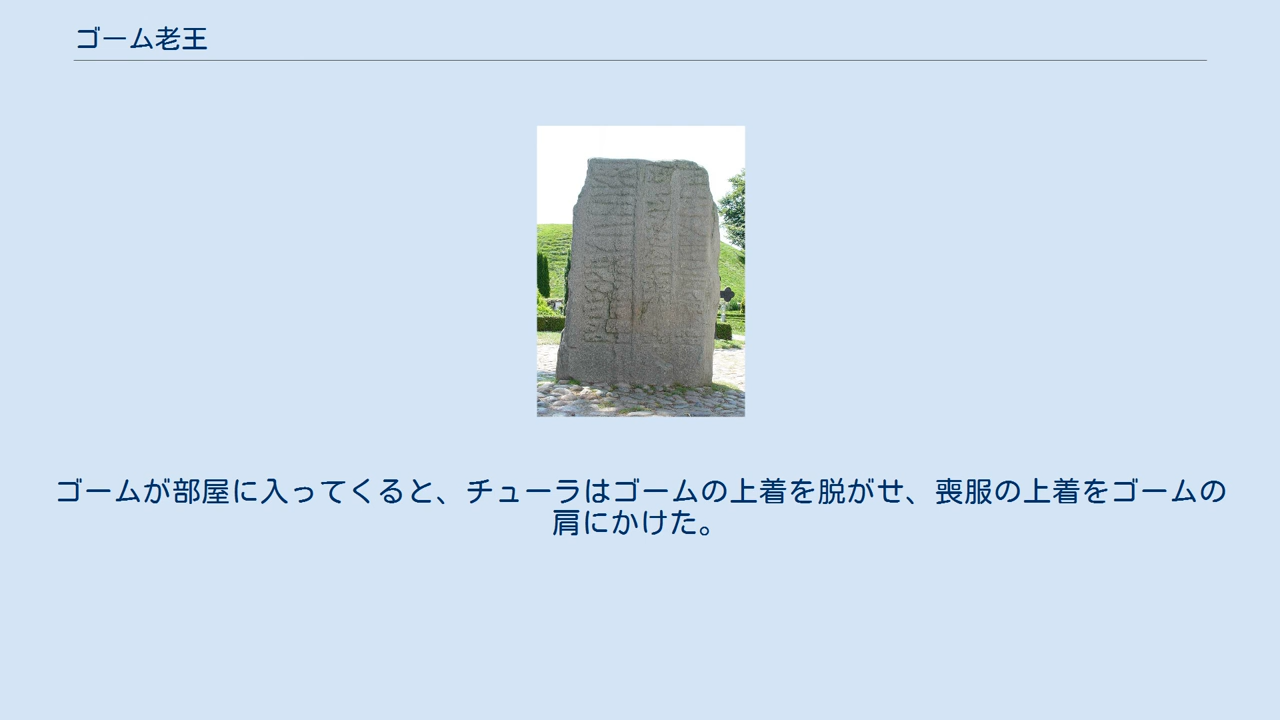 ゴーム老王
ゴームが部屋に入ってくると、チューラはゴームの上着を脱がせ、喪服の上着をゴームの
肩にかけた。